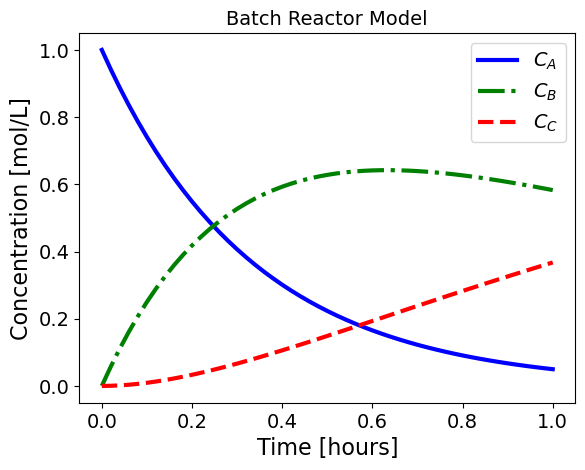 Batch Reactor Model
Concentration [mol/L]
1.0
0.8
0.6
0.4
0.2
0.0
C_A
C_B
C_C
0.0 0.2 0.4 0.6 0.8 1.0
Time [hours]